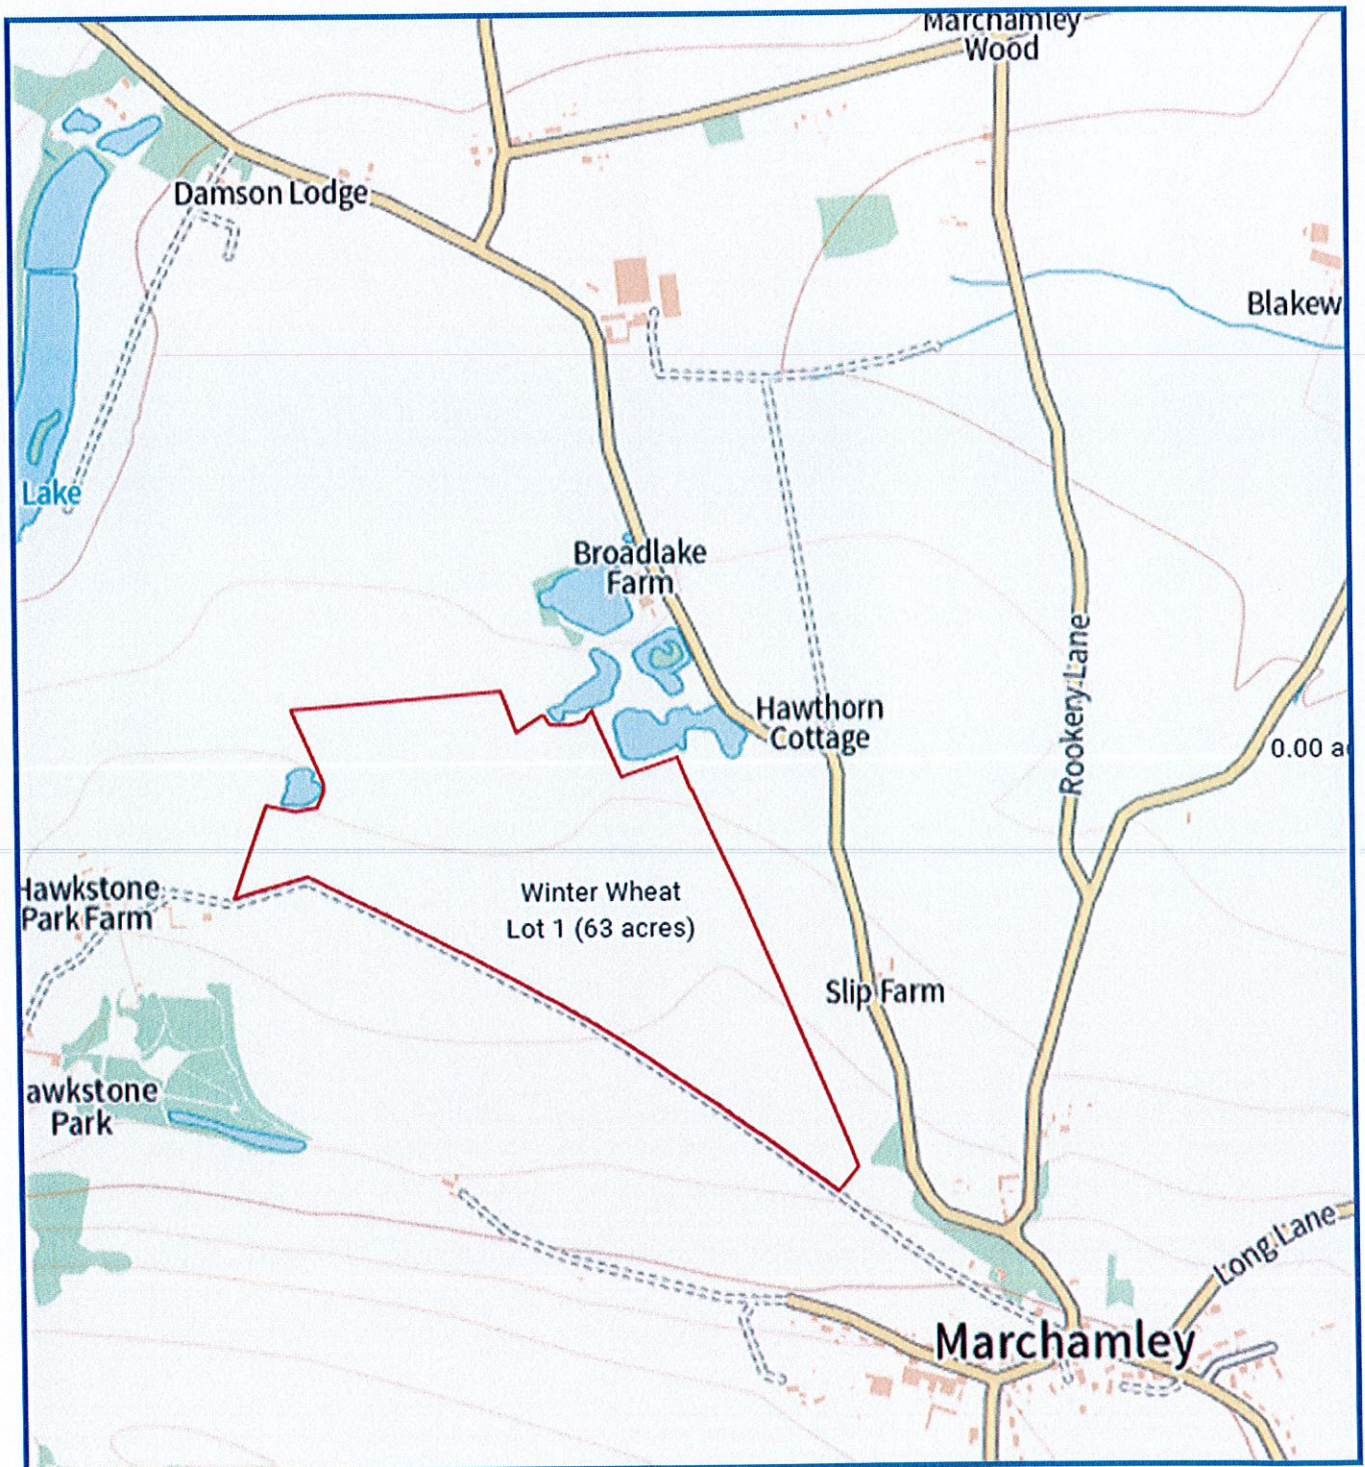 Marchamley
Wood
Damson Lodge
Blakew
Lake
Broadlake
Farm
Rookery Lane
Hawthorn
Cottage
0.00 a
Hawkstone
Park Farm
Winter Wheat
Lot 1 (63 acres)
Slip Farm
awkstone
Park
Long Lane
Marchamley